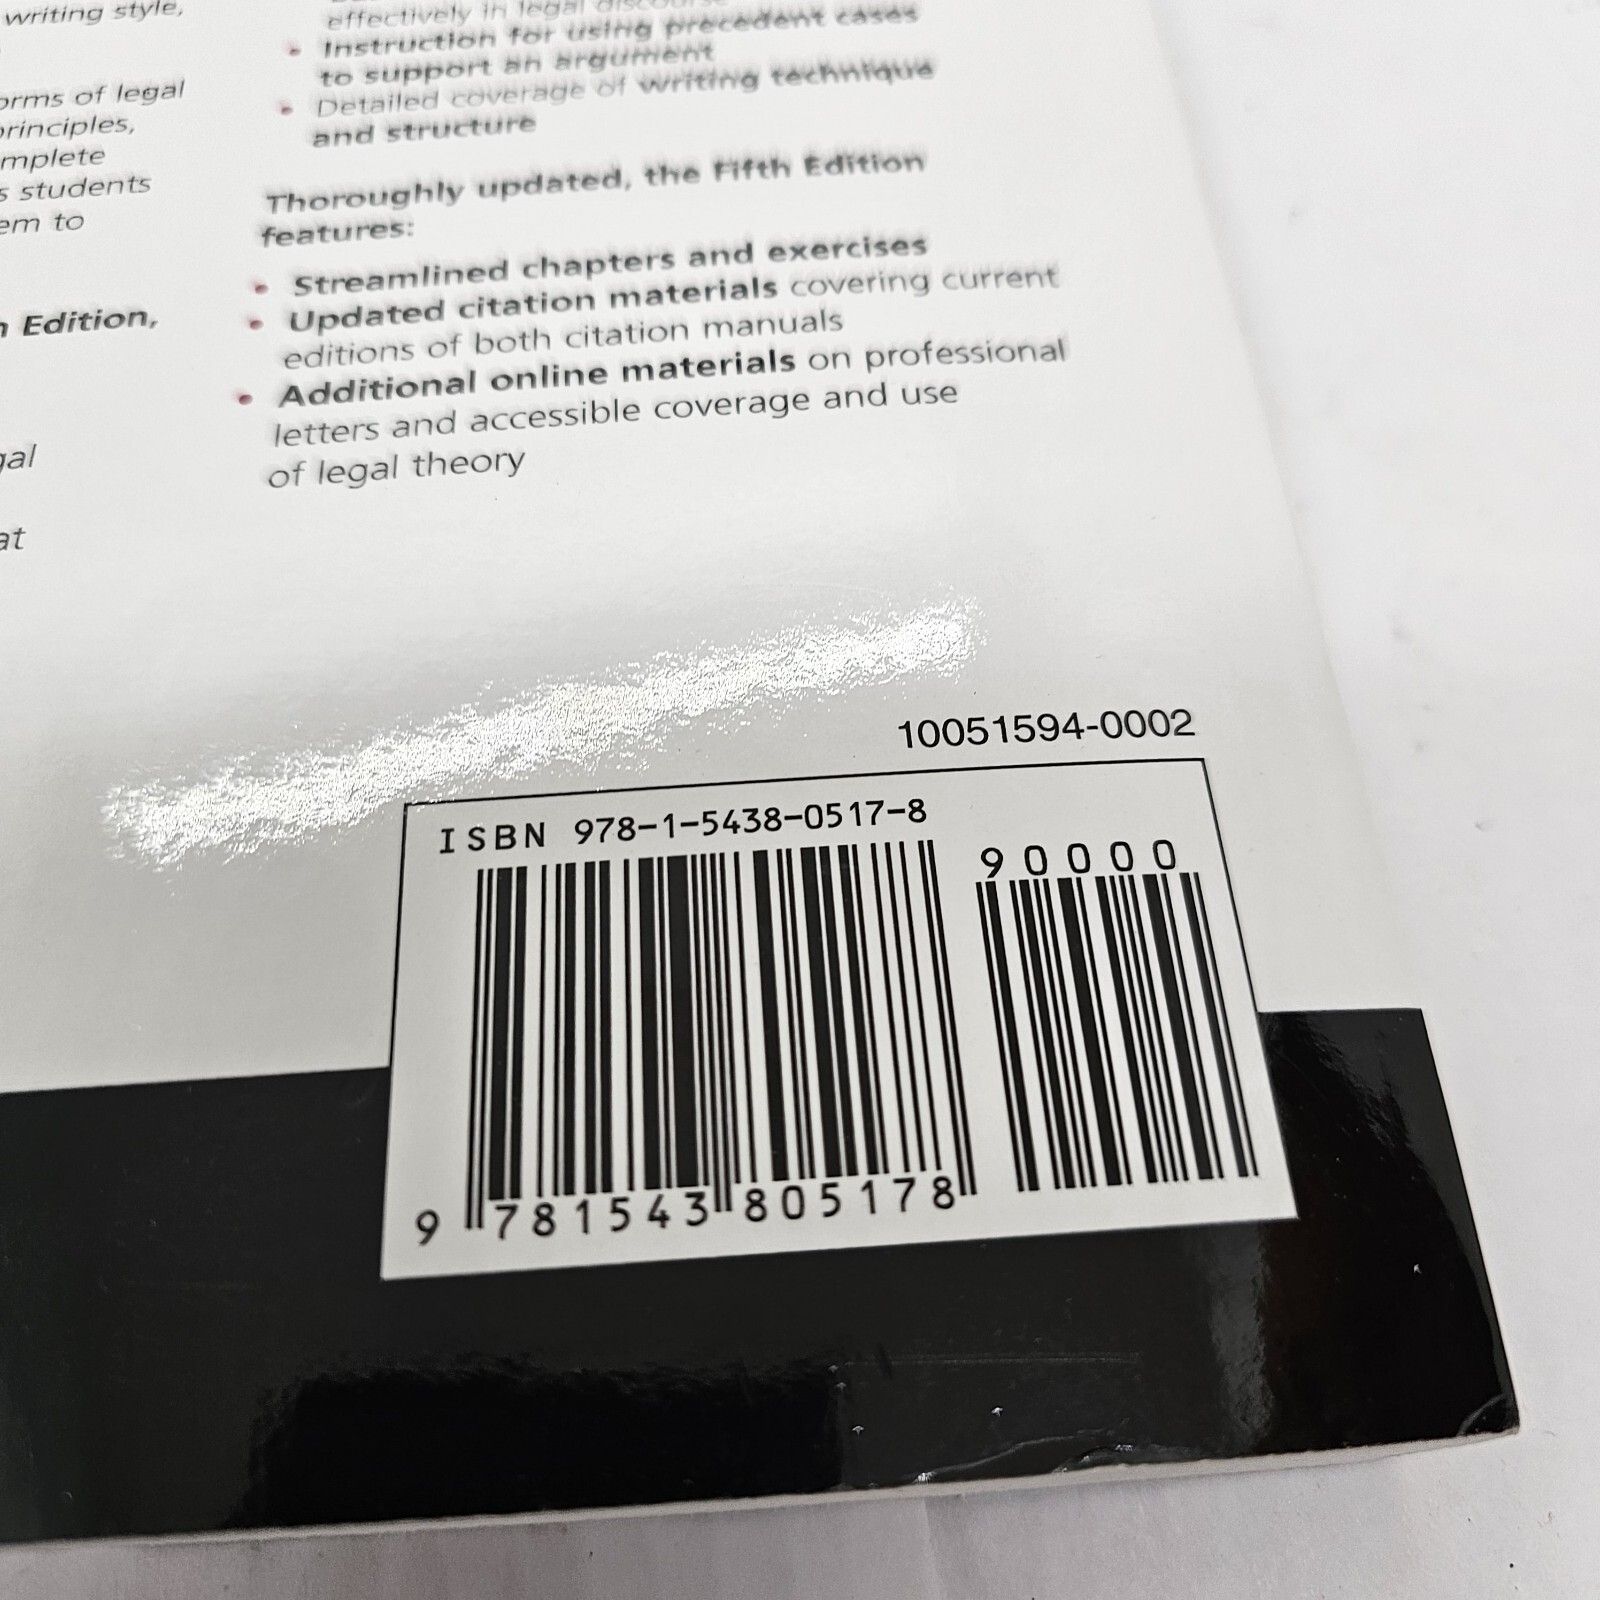 writing style,
orms of legal
principles,
mplete
s students
em to
n Edition,
gal
at
effectively in legal discourse
• Instruction for using precedent cases
to support an argument
• Detailed coverage of writing technique
and structure
Thoroughly updated, the Fifth Edition
features:
• Streamlined chapters and exercises
• Updated citation materials covering current
editions of both citation manuals
• Additional online materials on professional
letters and accessible coverage and use
of legal theory
10051594-0002
ISBN 978-1-5438-0517-8
90000
9 781543 805178